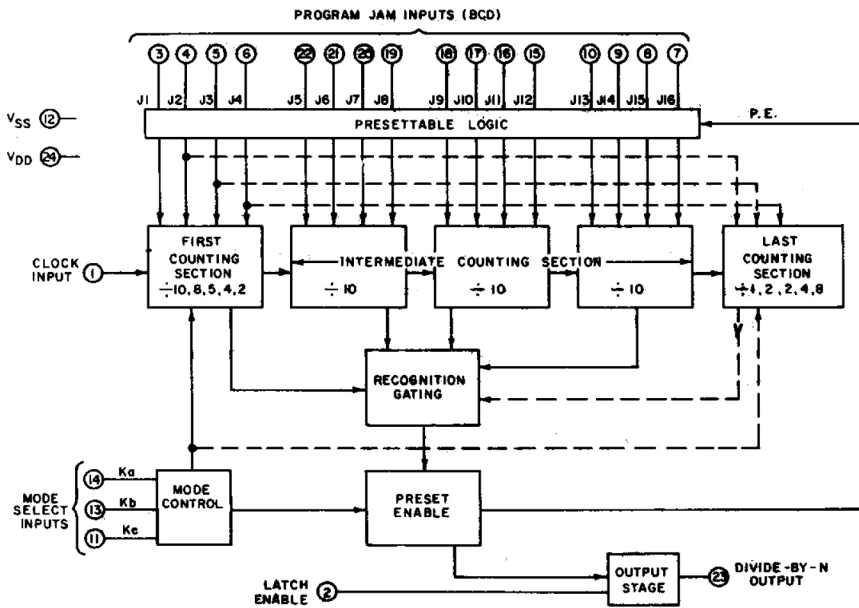 PROGRAM JAM INPUTS (BCD)
3 4 5 6 22 21 20 19 18 17 16 15 10 9 8 7
J1 J2 J3 J4 J5 J6 J7 J8 J9 J10 J11 J12 J13 J14 J15 J16
VSS 12
PRESETTABLE LOGIC
P.E.
VDD 24
CLOCK INPUT 1
FIRST COUNTING SECTION
÷10,8,5,4,2
INTERMEDIATE COUNTING SECTION
÷ 10
÷ 10
÷ 10
LAST COUNTING SECTION
÷1,2,2,4,8
RECOGNITION GATING
MODE SELECT INPUTS
14 Ka
13 Kb
11 Kc
MODE CONTROL
PRESET ENABLE
OUTPUT STAGE
23 DIVIDE-BY-N OUTPUT
LATCH ENABLE 2